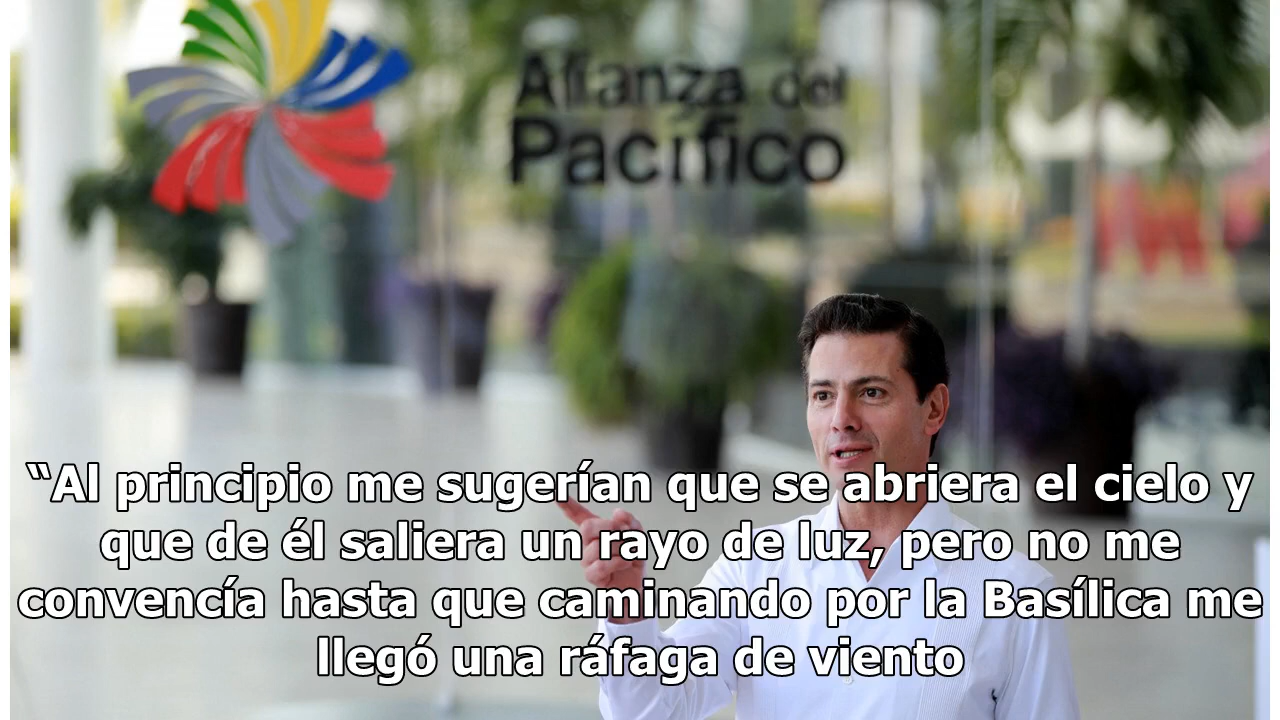 Alianza del
Pacífico
“Al principio me sugerían que se abriera el cielo y
que de él saliera un rayo de luz, pero no me
convencía hasta que caminando por la Basílica me
llegó una ráfaga de viento